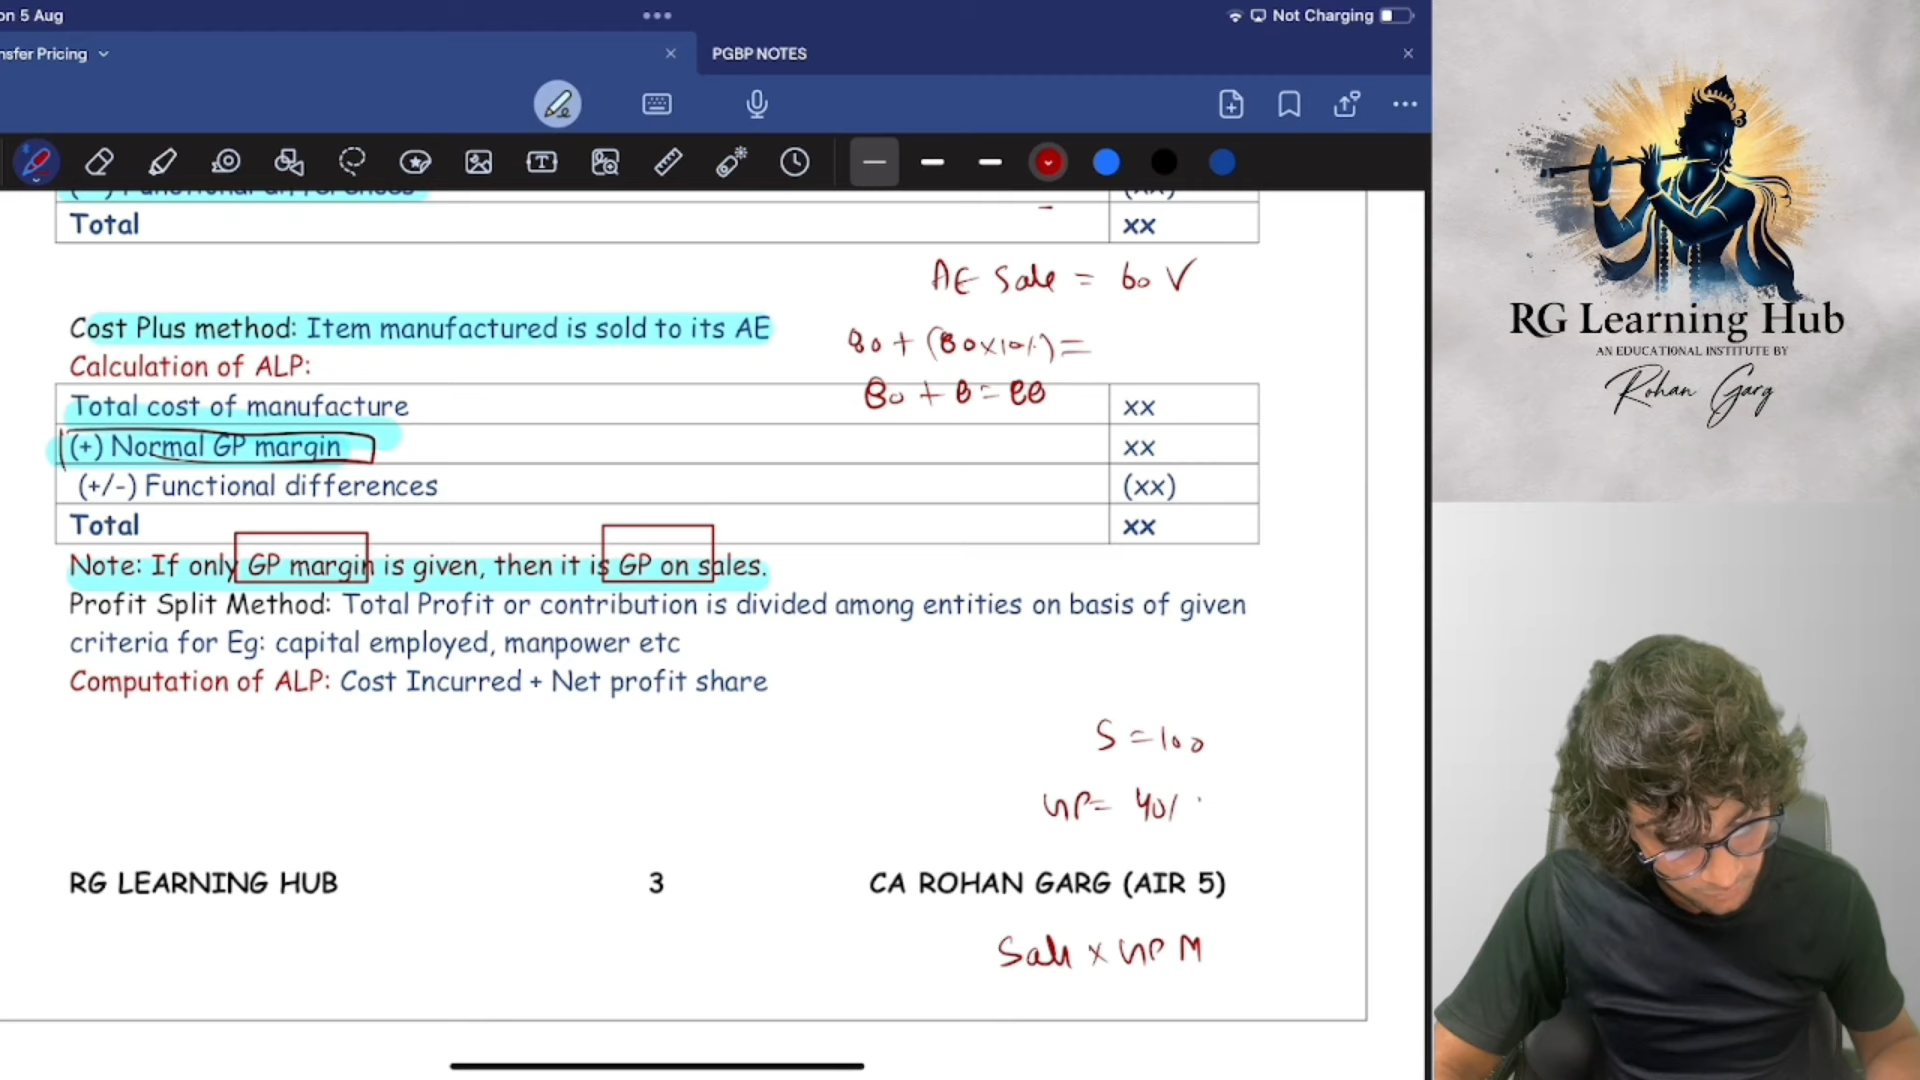 on 5 Aug
Not Charging
nsfer Pricing
PGBP NOTES
Total xx
AE Sale = 60 ✓
Cost Plus method: Item manufactured is sold to its AE
80 + (80×10%) =
Calculation of ALP:
80 + 8 = 88
Total cost of manufacture xx
(+) Normal GP margin xx
(+/-) Functional differences (xx)
Total xx
Note: If only GP margin is given, then it is GP on sales.
Profit Split Method: Total Profit or contribution is divided among entities on basis of given
criteria for Eg: capital employed, manpower etc
Computation of ALP: Cost Incurred + Net profit share
S = 100
RG LEARNING HUB 3 CA ROHAN GARG (AIR 5)
RG Learning Hub
AN EDUCATIONAL INSTITUTE BY
Rohan Garg